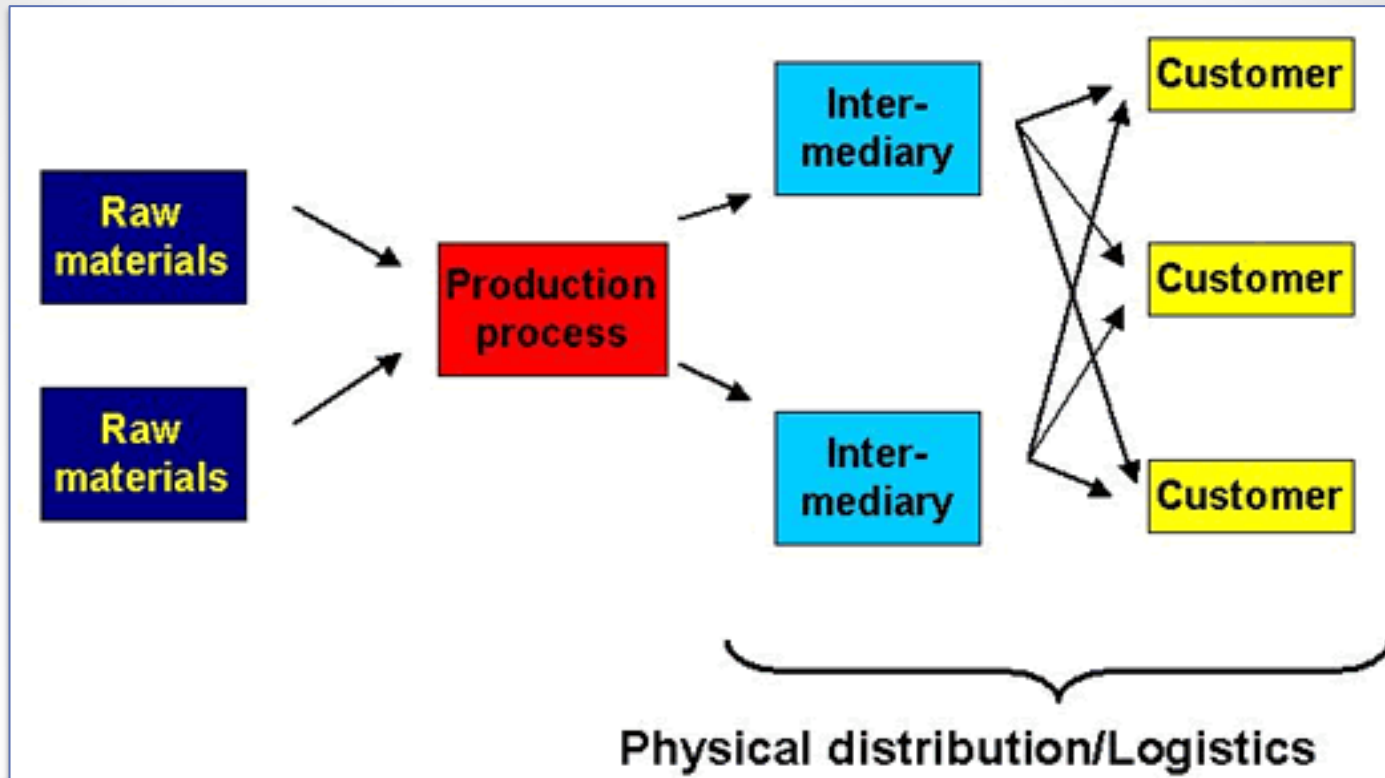 Raw
materials
Raw
materials
Production
process
Inter-
mediary
Inter-
mediary
Customer
Customer
Customer
Physical distribution/Logistics